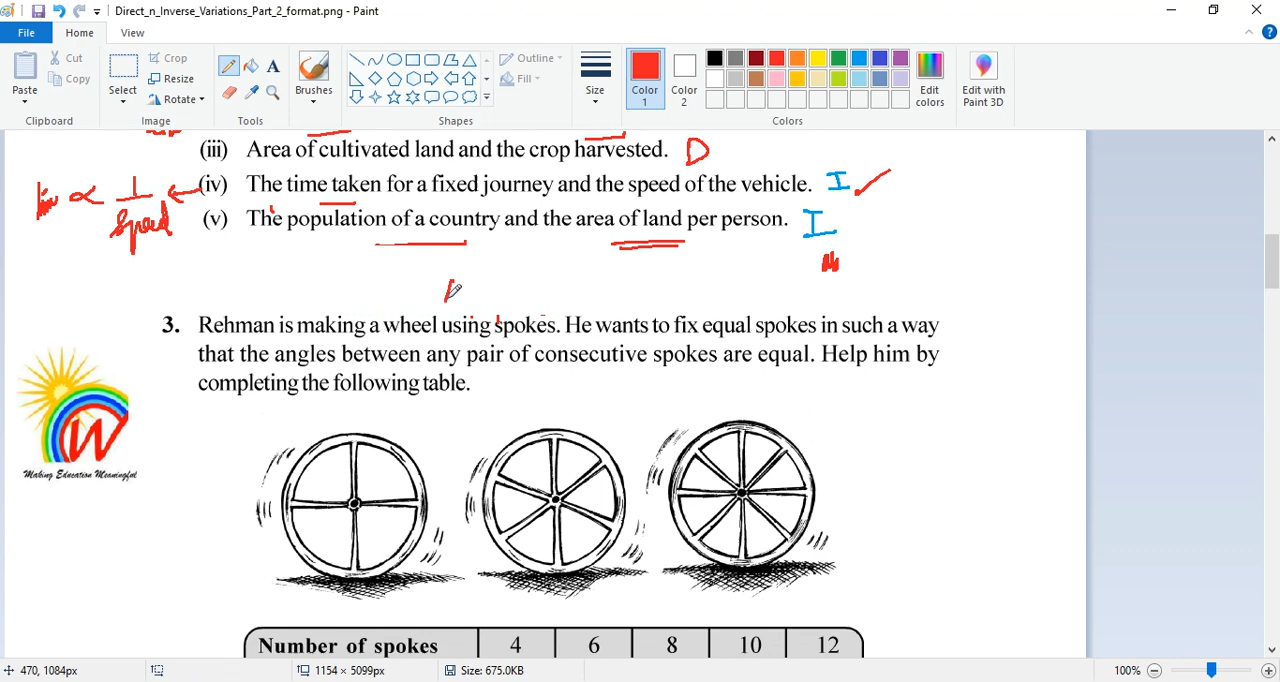 Direct_n_Inverse_Variations_Part_2_format.png - Paint
File Home View
Paste Cut Copy Clipboard
Select Crop Resize Rotate Image
Tools
Brushes
Outline Fill Shapes
Size
Color 1 Color 2 Edit colors Colors
Edit with Paint 3D
(iii) Area of cultivated land and the crop harvested. D
∝ 1 / Speed
(iv) The time taken for a fixed journey and the speed of the vehicle. I
(v) The population of a country and the area of land per person. I
3. Rehman is making a wheel using spokes. He wants to fix equal spokes in such a way
that the angles between any pair of consecutive spokes are equal. Help him by
completing the following table.
Making Education Meaningful
Number of spokes 4 6 8 10 12
470, 1084px 1154 × 5099px Size: 675.0KB 100%